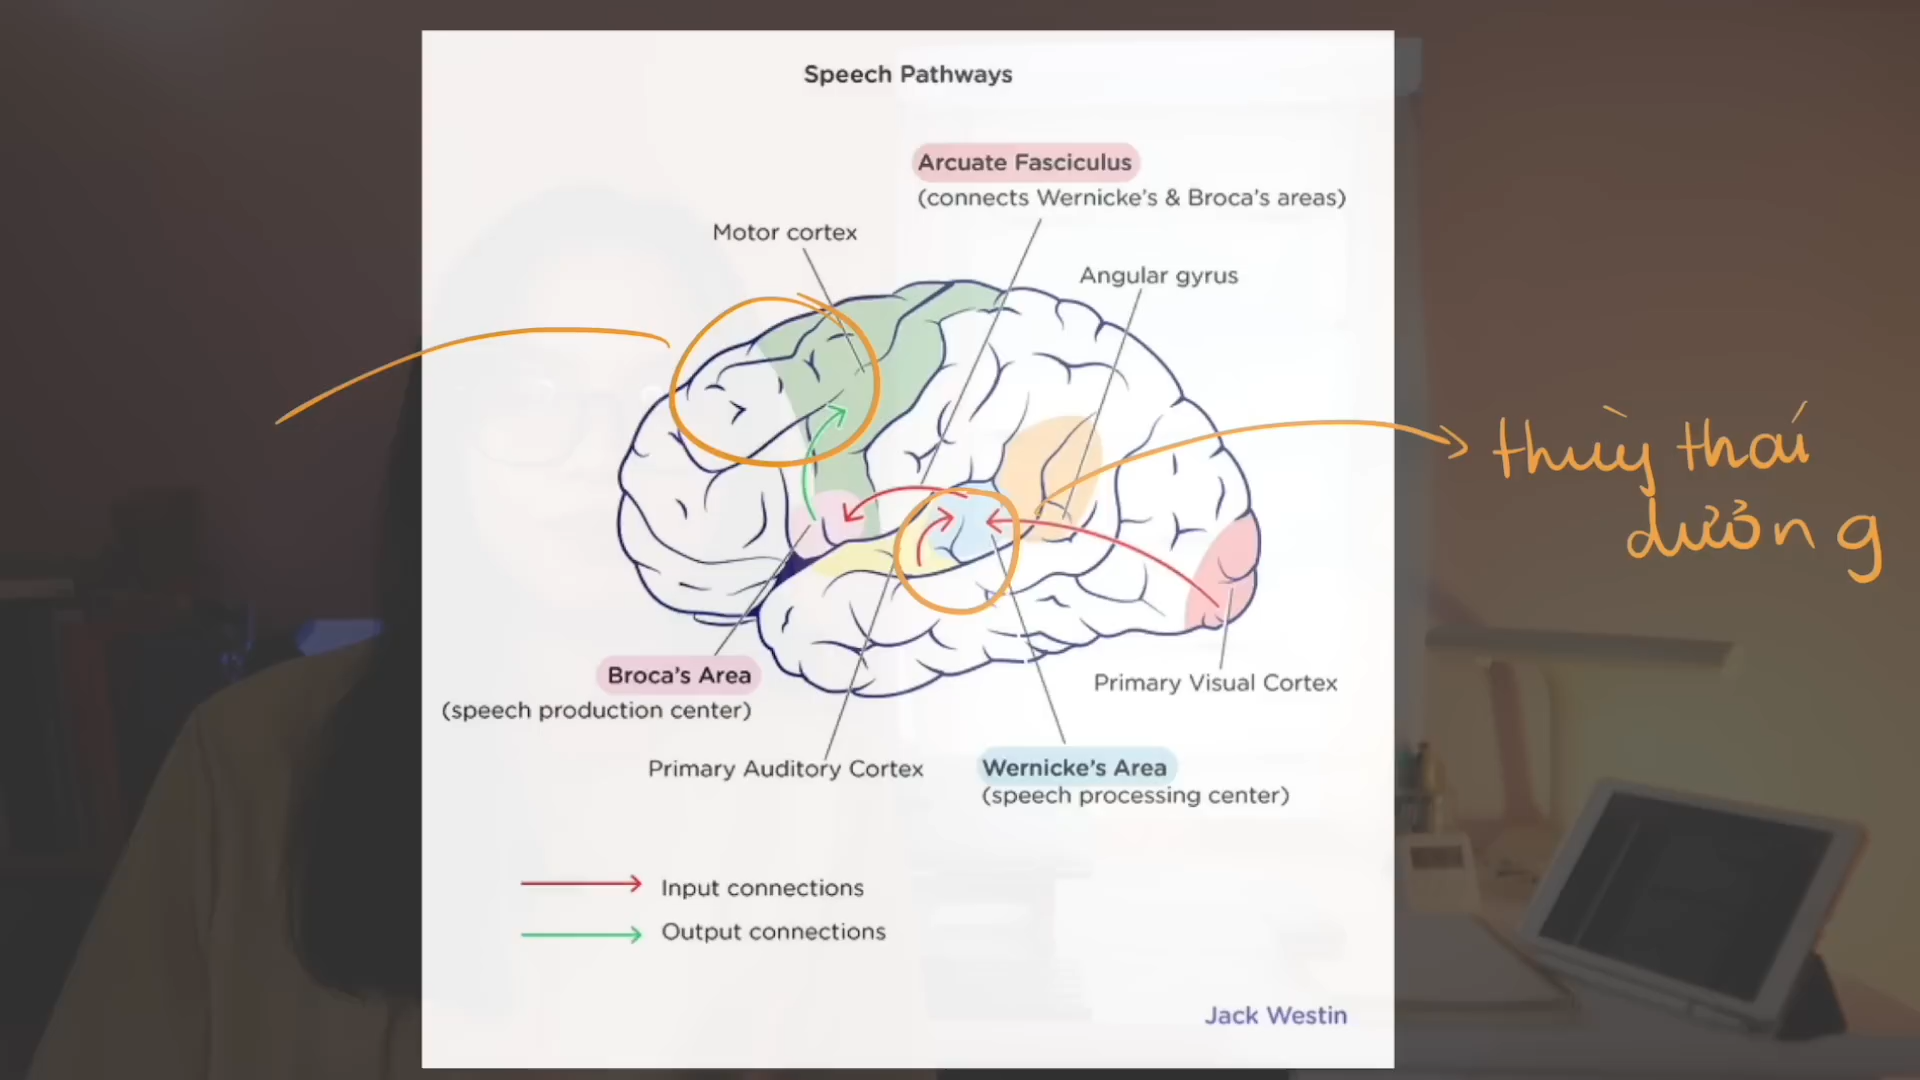 Speech Pathways
Arcuate Fasciculus
(connects Wernicke's & Broca's areas)
Motor cortex
Angular gyrus
thùy thái
dương
Broca's Area
(speech production center)
Primary Visual Cortex
Primary Auditory Cortex
Wernicke's Area
(speech processing center)
Input connections
Output connections
Jack Westin